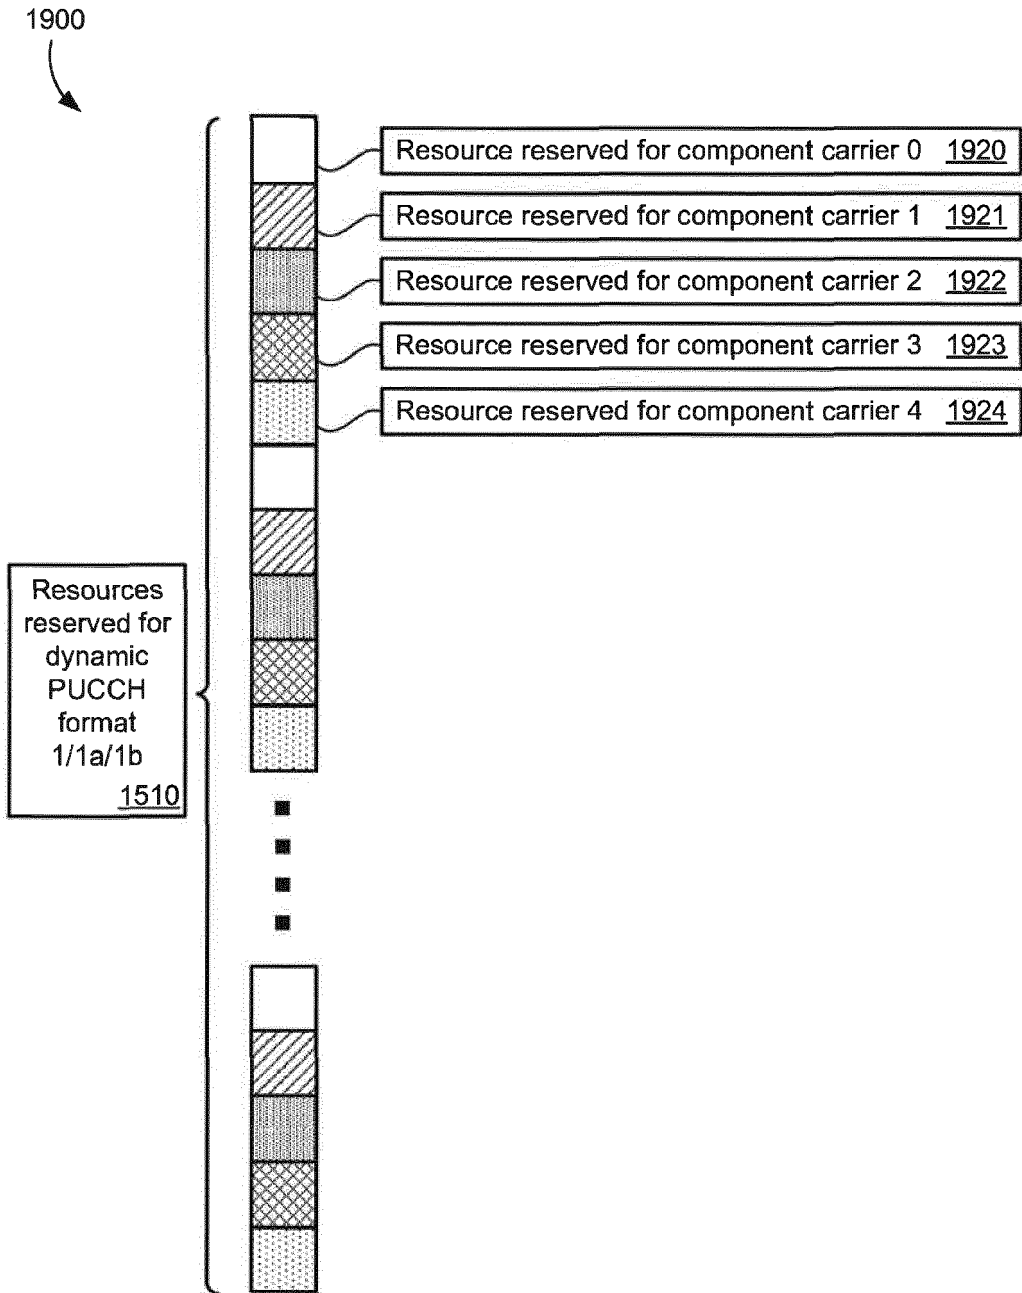 1900
Resource reserved for component carrier 0 1920
Resource reserved for component carrier 1 1921
Resource reserved for component carrier 2 1922
Resource reserved for component carrier 3 1923
Resource reserved for component carrier 4 1924
Resources
reserved for
dynamic
PUCCH
format
1/1a/1b
1510